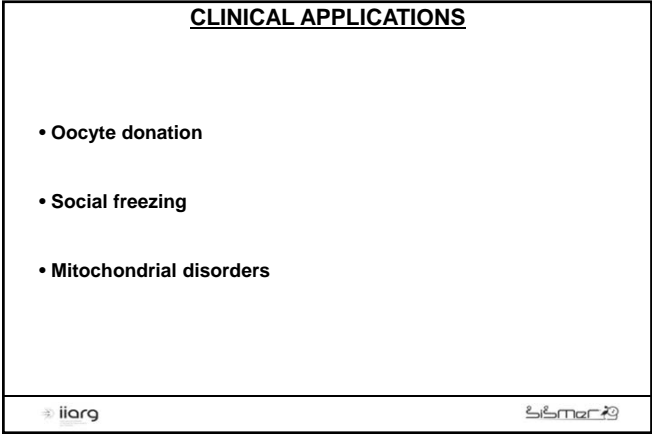 CLINICAL APPLICATIONS
• Oocyte donation
• Social freezing
• Mitochondrial disorders
iiarg
sismer